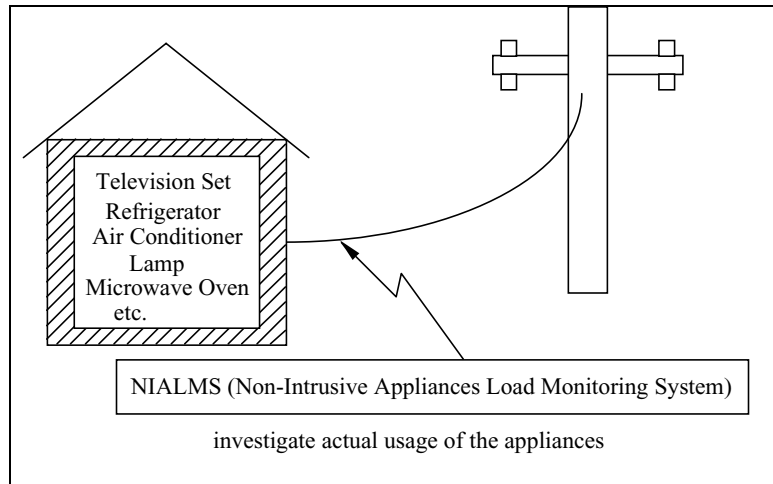 Television Set
Refrigerator
Air Conditioner
Lamp
Microwave Oven
etc.
NIALMS (Non-Intrusive Appliances Load Monitoring System)
investigate actual usage of the appliances